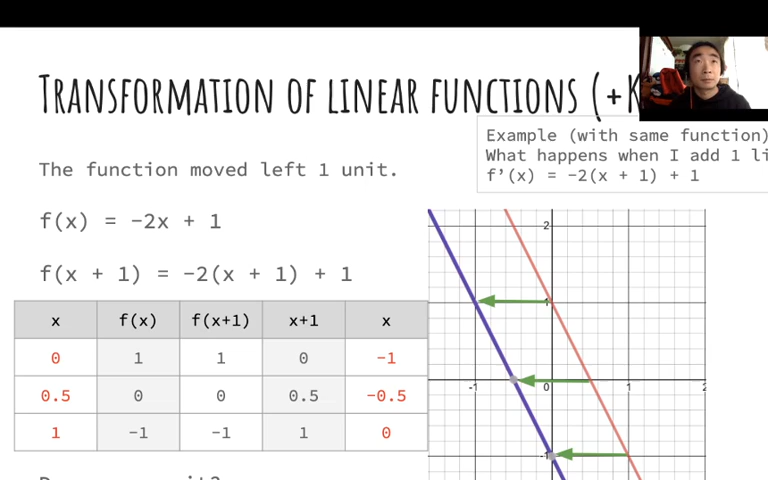 Transformation of linear functions (+K
Example (with same function)
What happens when I add 1 li
f’(x) = -2(x + 1) + 1
The function moved left 1 unit.
f(x) = -2x + 1
f(x + 1) = -2(x + 1) + 1
x f(x) f(x+1) x+1 x
0 1 1 0 -1
0.5 0 0 0.5 -0.5
1 -1 -1 1 0
2
1
-1 0 1 2
-1